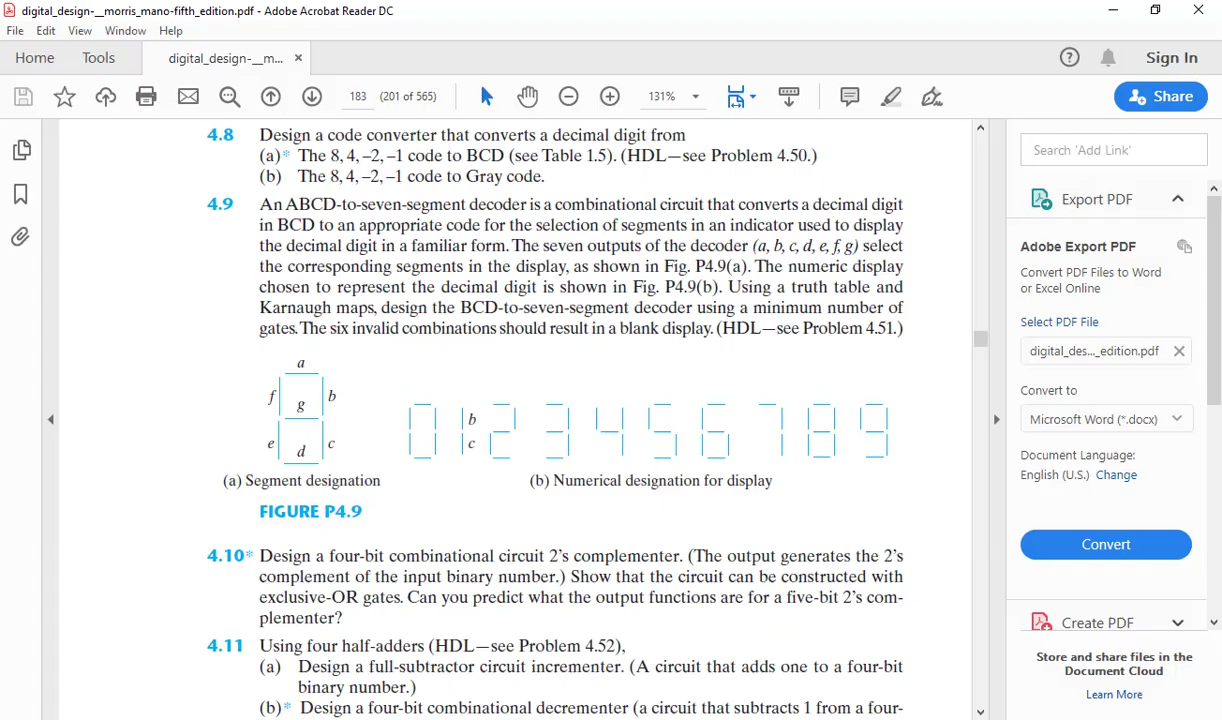 digital_design-__morris_mano-fifth_edition.pdf - Adobe Acrobat Reader DC
File Edit View Window Help
Home Tools digital_design-__m... × Sign In
183 (201 of 565) 131% Share
4.8 Design a code converter that converts a decimal digit from
(a)* The 8, 4, –2, –1 code to BCD (see Table 1.5). (HDL—see Problem 4.50.)
(b) The 8, 4, –2, –1 code to Gray code.
4.9 An ABCD-to-seven-segment decoder is a combinational circuit that converts a decimal digit
in BCD to an appropriate code for the selection of segments in an indicator used to display
the decimal digit in a familiar form. The seven outputs of the decoder (a, b, c, d, e, f, g) select
the corresponding segments in the display, as shown in Fig. P4.9(a). The numeric display
chosen to represent the decimal digit is shown in Fig. P4.9(b). Using a truth table and
Karnaugh maps, design the BCD-to-seven-segment decoder using a minimum number of
gates. The six invalid combinations should result in a blank display. (HDL—see Problem 4.51.)
a
f b
g
e c
d
0 1 b c 2 3 4 5 6 7 8 9
(a) Segment designation (b) Numerical designation for display
FIGURE P4.9
4.10* Design a four-bit combinational circuit 2’s complementer. (The output generates the 2’s
complement of the input binary number.) Show that the circuit can be constructed with
exclusive-OR gates. Can you predict what the output functions are for a five-bit 2’s com-
plementer?
4.11 Using four half-adders (HDL—see Problem 4.52),
(a) Design a full-subtractor circuit incrementer. (A circuit that adds one to a four-bit
binary number.)
(b)* Design a four-bit combinational decrementer (a circuit that subtracts 1 from a four-
Search 'Add Link'
Export PDF
Adobe Export PDF
Convert PDF Files to Word
or Excel Online
Select PDF File
digital_des..._edition.pdf ×
Convert to
Microsoft Word (*.docx)
Document Language:
English (U.S.) Change
Convert
Create PDF
Store and share files in the
Document Cloud
Learn More